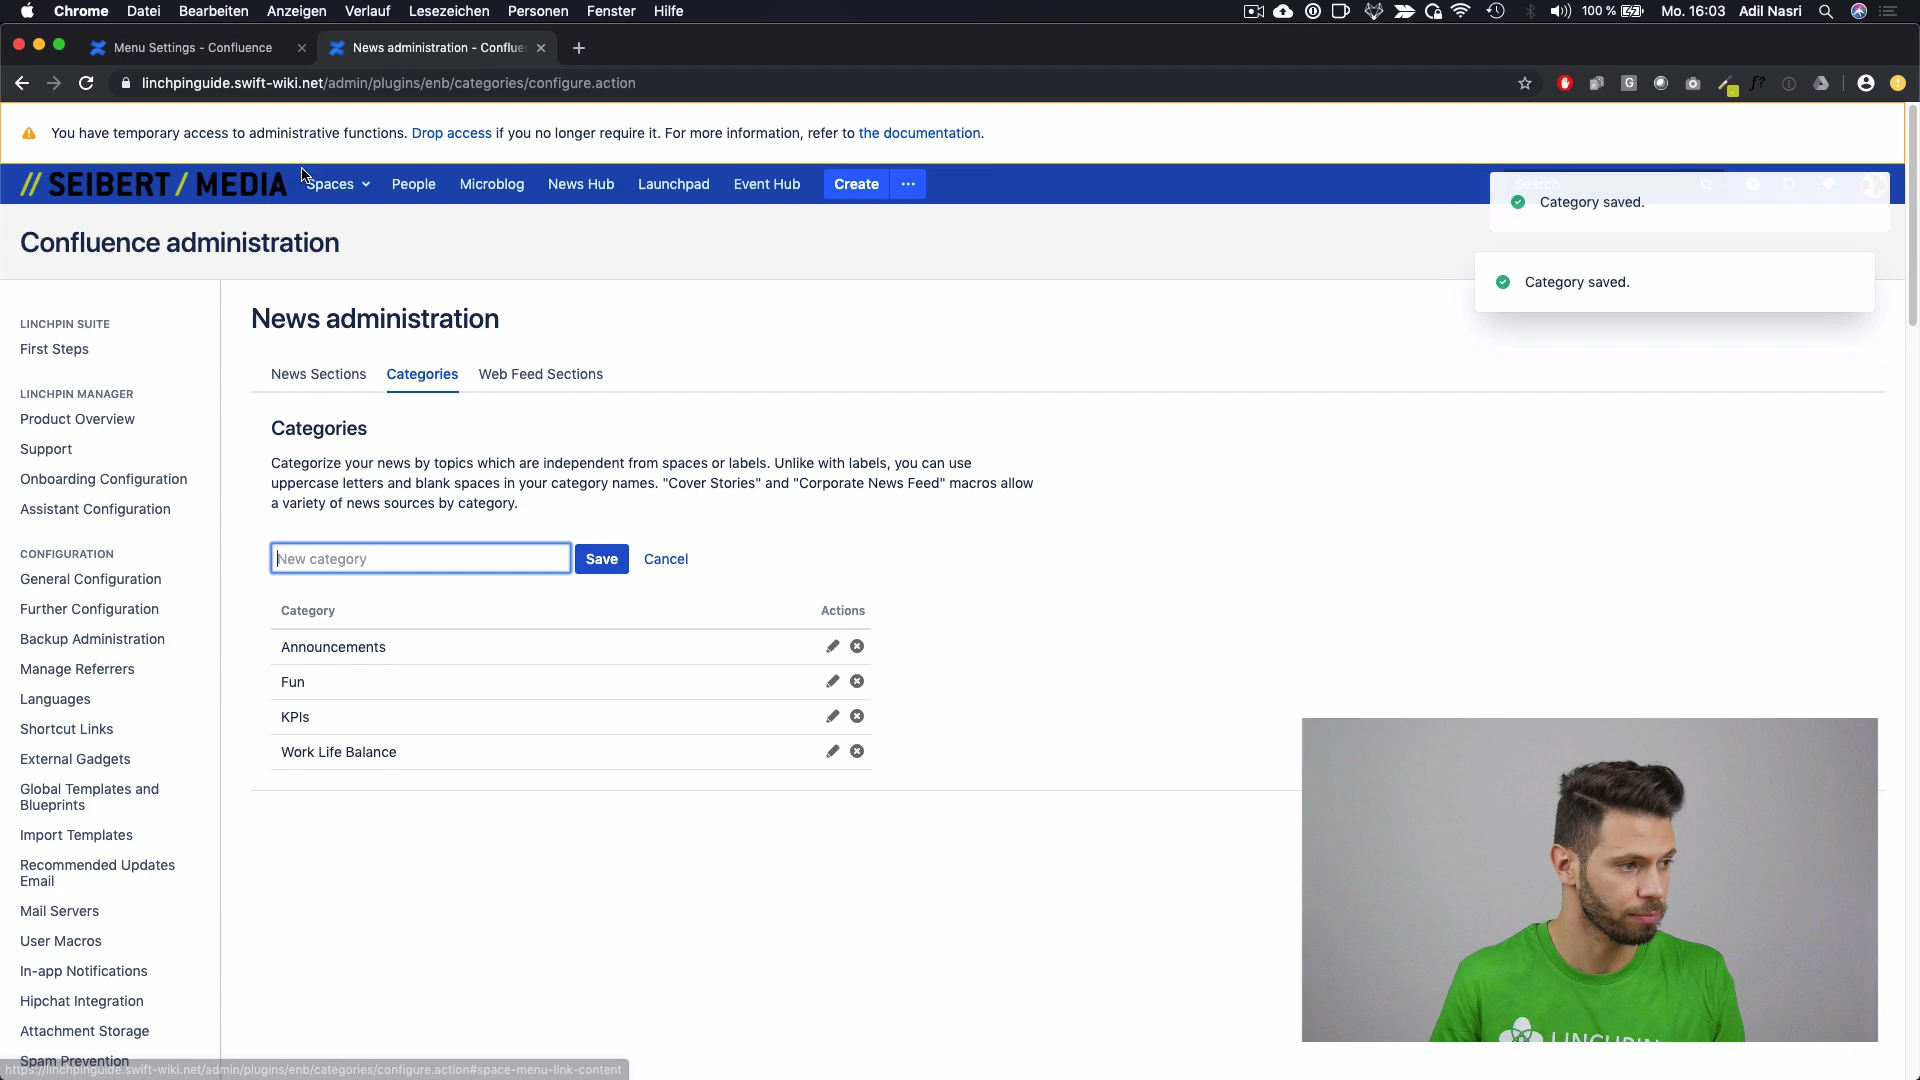 Chrome Datei Bearbeiten Anzeigen Verlauf Lesezeichen Personen Fenster Hilfe 100 % Mo. 16:03 Adil Nasri
Menu Settings - Confluence News administration - Conflue
linchpinguide.swift-wiki.net/admin/plugins/enb/categories/configure.action
You have temporary access to administrative functions. Drop access if you no longer require it. For more information, refer to the documentation.
// SEIBERT / MEDIA Spaces People Microblog News Hub Launchpad Event Hub Create ··· Search
Category saved.
Confluence administration
Category saved.
LINCHPIN SUITE
First Steps
LINCHPIN MANAGER
Product Overview
Support
Onboarding Configuration
Assistant Configuration
CONFIGURATION
General Configuration
Further Configuration
Backup Administration
Manage Referrers
Languages
Shortcut Links
External Gadgets
Global Templates and
Blueprints
Import Templates
Recommended Updates
Email
Mail Servers
User Macros
In-app Notifications
Hipchat Integration
Attachment Storage
Spam Prevention
News administration
News Sections Categories Web Feed Sections
Categories
Categorize your news by topics which are independent from spaces or labels. Unlike with labels, you can use
uppercase letters and blank spaces in your category names. "Cover Stories" and "Corporate News Feed" macros allow
a variety of news sources by category.
New category Save Cancel
Category Actions
Announcements
Fun
KPIs
Work Life Balance
LINCHPIN
https://linchpinguide.swift-wiki.net/admin/plugins/enb/categories/configure.action#space-menu-link-content